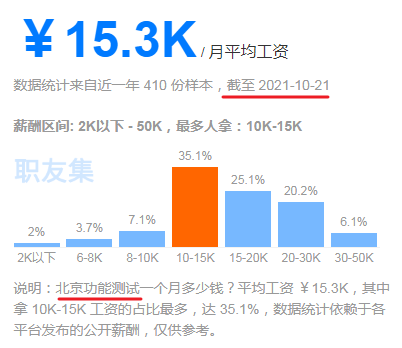 ￥15.3K / 月平均工资
数据统计来自近一年 410 份样本，截至 2021-10-21
薪酬区间: 2K以下 - 50K，最多人拿：10K-15K
职友集
2% 3.7% 7.1% 35.1% 25.1% 20.2% 6.1%
2K以下 6-8K 8-10K 10-15K 15-20K 20-30K 30-50K
说明：北京功能测试一个月多少钱？平均工资 ￥15.3K，其中
拿 10K-15K 工资的占比最多，达 35.1%，数据统计依赖于各
平台发布的公开薪酬，仅供参考。